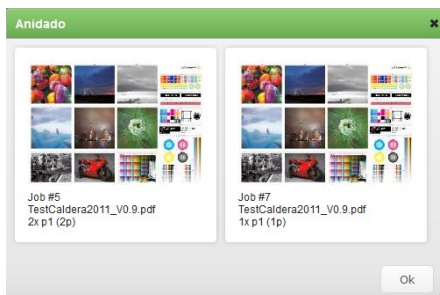 Anidado
Job #5
TestCaldera2011_V0.9.pdf
2x p1 (2p)
Job #7
TestCaldera2011_V0.9.pdf
1x p1 (1p)
Ok